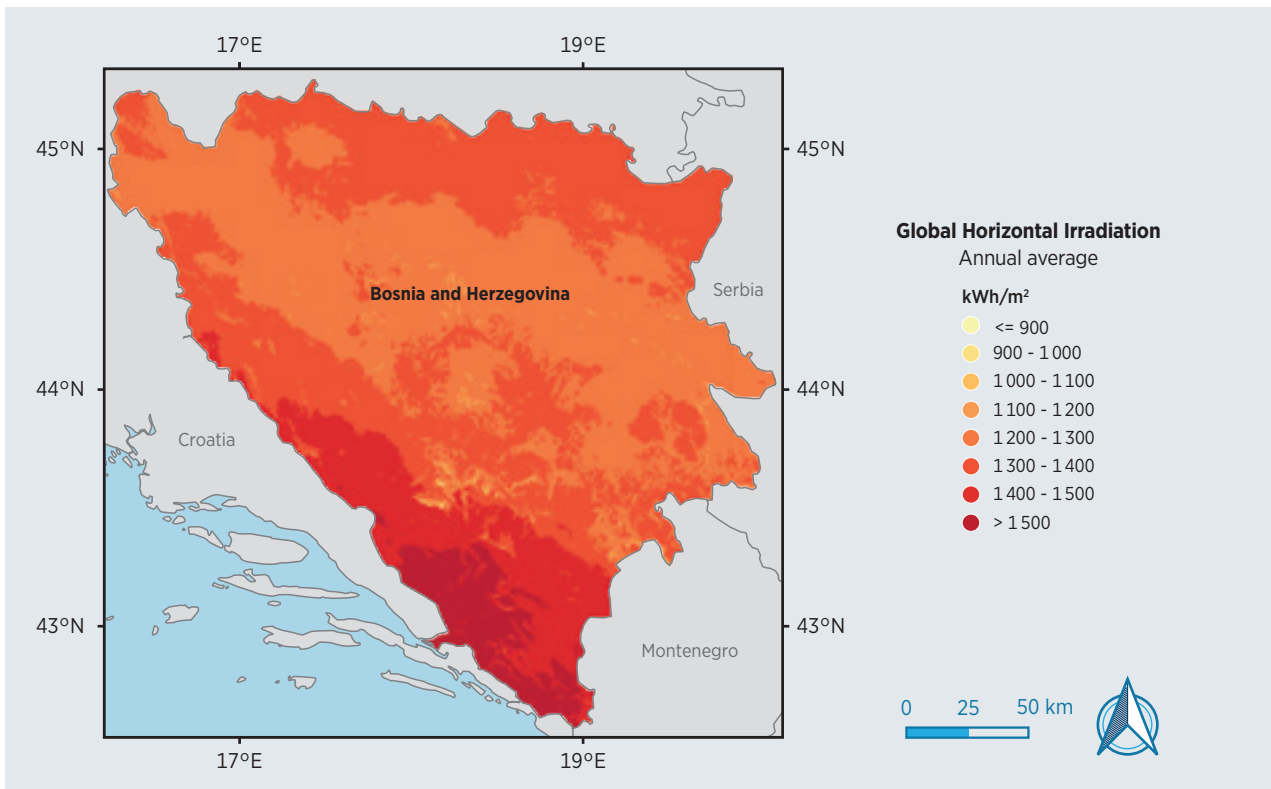 17°E 19°E
45°N 45°N
Global Horizontal Irradiation
Annual average
Serbia
Bosnia and Herzegovina
kWh/m²
<= 900
900 - 1 000
1 000 - 1 100
1 100 - 1 200
1 200 - 1 300
1 300 - 1 400
1 400 - 1 500
> 1 500
44°N 44°N
Croatia
43°N 43°N
Montenegro
0 25 50 km
17°E 19°E